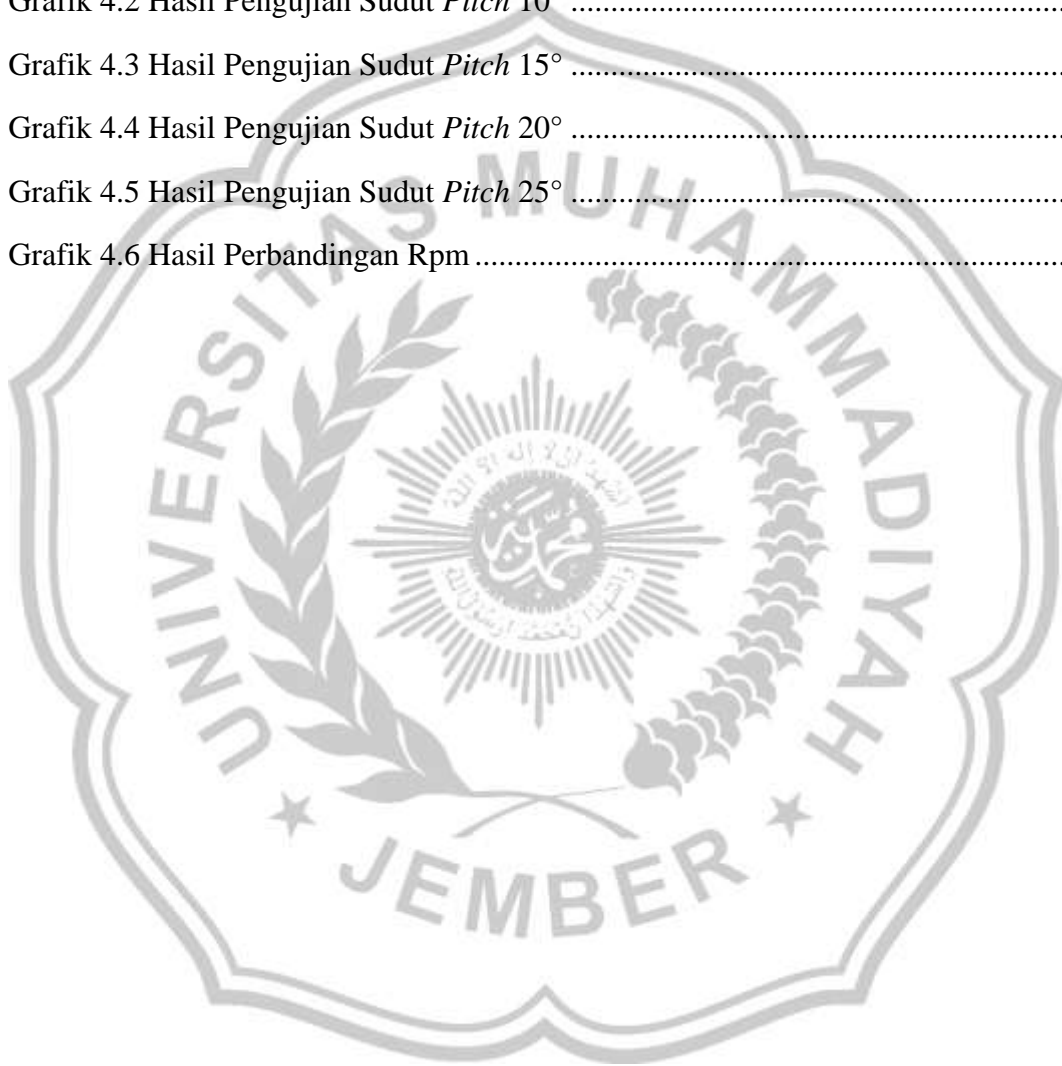 Grafik 4.2 Hasil Pengujian Sudut Pitch 10° ................................................................
Grafik 4.3 Hasil Pengujian Sudut Pitch 15° ................................................................
Grafik 4.4 Hasil Pengujian Sudut Pitch 20° ................................................................
Grafik 4.5 Hasil Pengujian Sudut Pitch 25° ................................................................
Grafik 4.6 Hasil Perbandingan Rpm ............................................................................
UNIVERSITAS MUHAMMADIYAH
JEMBER